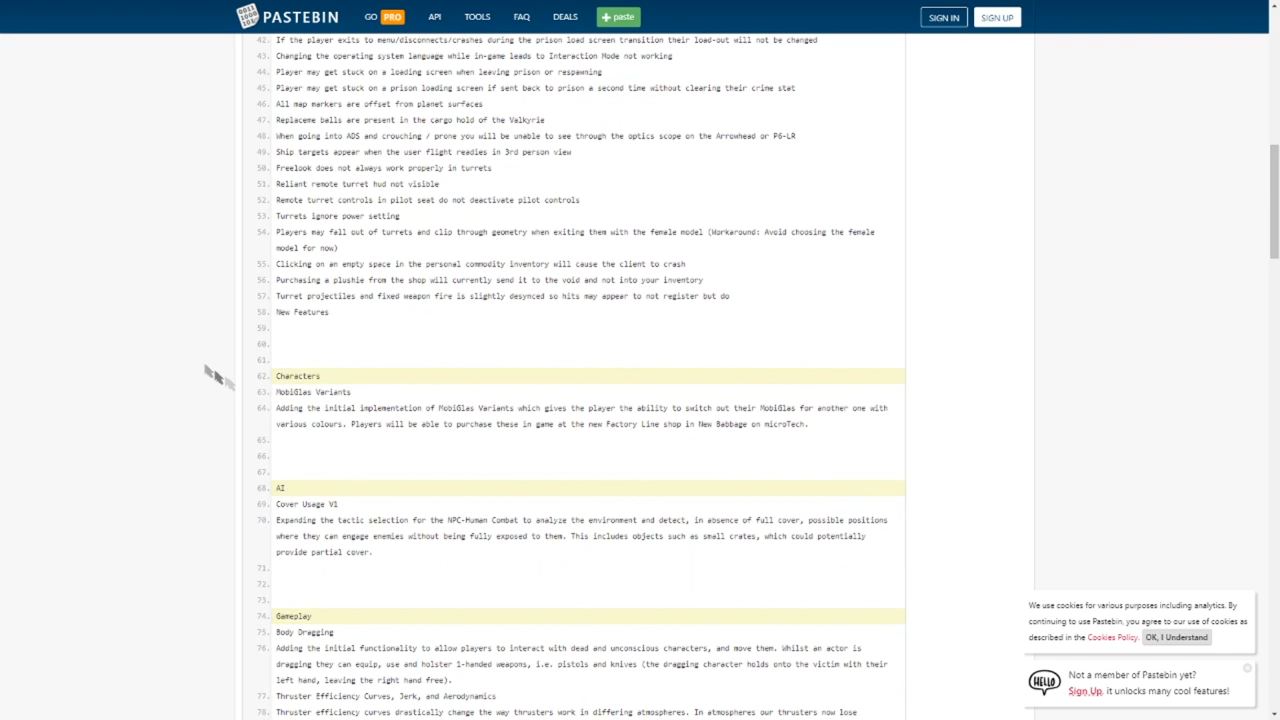 PASTEBIN GO PRO API TOOLS FAQ DEALS + paste SIGN IN SIGN UP
42. If the player exits to menu/disconnects/crashes during the prison load screen transition their load-out will not be changed
43. Changing the operating system language while in-game leads to Interaction Mode not working
44. Player may get stuck on a loading screen when leaving prison or respawning
45. Player may get stuck on a prison loading screen if sent back to prison a second time without clearing their crime stat
46. All map markers are offset from planet surfaces
47. Replaceme balls are present in the cargo hold of the Valkyrie
48. When going into ADS and crouching / prone you will be unable to see through the optics scope on the Arrowhead or P6-LR
49. Ship targets appear when the user flight readies in 3rd person view
50. Freelook does not always work properly in turrets
51. Reliant remote turret hud not visible
52. Remote turret controls in pilot seat do not deactivate pilot controls
53. Turrets ignore power setting
54. Players may fall out of turrets and clip through geometry when exiting them with the female model (Workaround: Avoid choosing the female
model for now)
55. Clicking on an empty space in the personal commodity inventory will cause the client to crash
56. Purchasing a plushie from the shop will currently send it to the void and not into your inventory
57. Turret projectiles and fixed weapon fire is slightly desynced so hits may appear to not register but do
58. New Features
59.
60.
61.
62. Characters
63. MobiGlas Variants
64. Adding the initial implementation of MobiGlas Variants which gives the player the ability to switch out their MobiGlas for another one with
various colours. Players will be able to purchase these in game at the new Factory Line shop in New Babbage on microTech.
65.
66.
67.
68. AI
69. Cover Usage V1
70. Expanding the tactic selection for the NPC-Human Combat to analyze the environment and detect, in absence of full cover, possible positions
where they can engage enemies without being fully exposed to them. This includes objects such as small crates, which could potentially
provide partial cover.
71.
72.
73.
74. Gameplay
75. Body Dragging
76. Adding the initial functionality to allow players to interact with dead and unconscious characters, and move them. Whilst an actor is
dragging they can equip, use and holster 1-handed weapons, i.e. pistols and knives (the dragging character holds onto the victim with their
left hand, leaving the right hand free).
77. Thruster Efficiency Curves, Jerk, and Aerodynamics
78. Thruster efficiency curves drastically change the way thrusters work in differing atmospheres. In atmospheres our thrusters now lose
We use cookies for various purposes including analytics. By
continuing to use Pastebin, you agree to our use of cookies as
described in the Cookies Policy. OK, I Understand
HELLO
Not a member of Pastebin yet?
Sign Up, it unlocks many cool features!